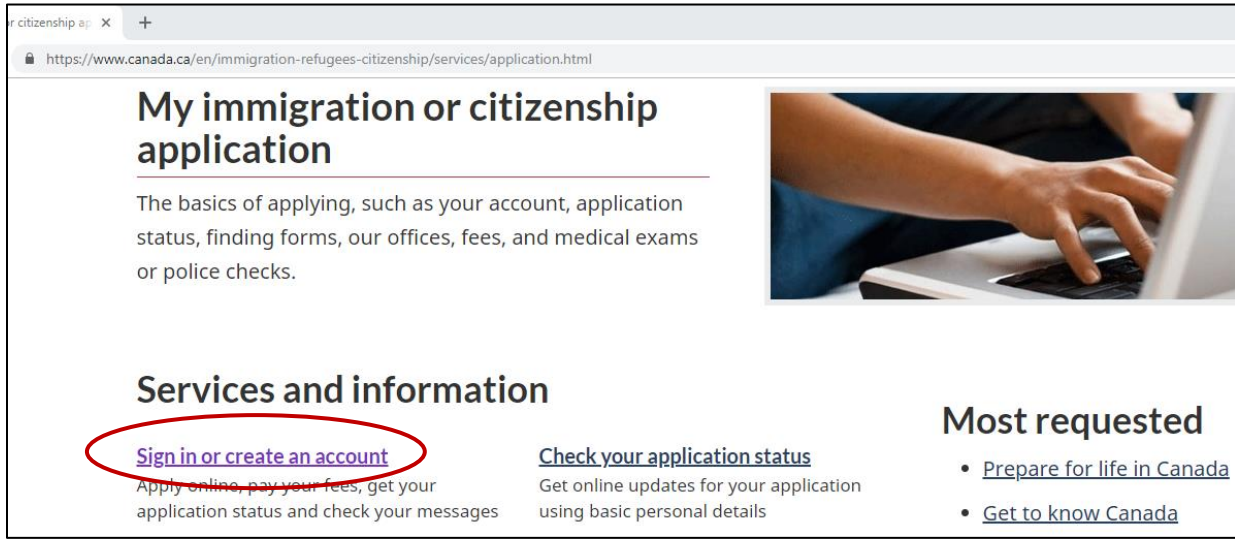 r citizenship ap
https://www.canada.ca/en/immigration-refugees-citizenship/services/application.html
My immigration or citizenship
application
The basics of applying, such as your account, application
status, finding forms, our offices, fees, and medical exams
or police checks.
Services and information
Sign in or create an account
Apply online, pay your fees, get your
application status and check your messages
Check your application status
Get online updates for your application
using basic personal details
Most requested
Prepare for life in Canada
Get to know Canada